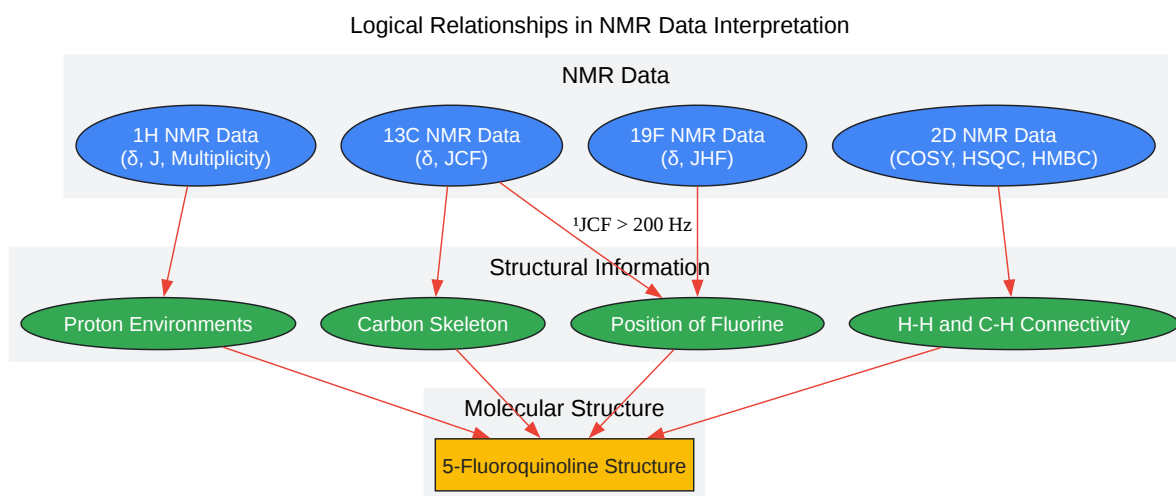 Logical Relationships in NMR Data Interpretation
NMR Data
1H NMR Data
(δ, J, Multiplicity)
13C NMR Data
(δ, JCF)
19F NMR Data
(δ, JHF)
2D NMR Data
(COSY, HSQC, HMBC)
¹JCF > 200 Hz
Structural Information
Proton Environments
Carbon Skeleton
Position of Fluorine
H-H and C-H Connectivity
Molecular Structure
5-Fluoroquinoline Structure